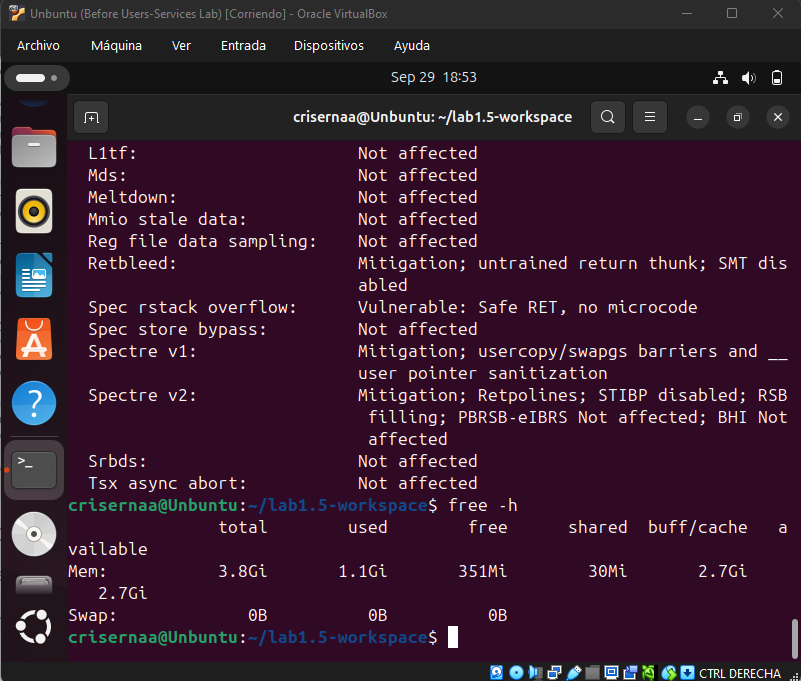 Unbuntu (Before Users-Services Lab) [Corriendo] - Oracle VirtualBox
Archivo Máquina Ver Entrada Dispositivos Ayuda
Sep 29 18:53
crisernaa@Unbuntu: ~/lab1.5-workspace
L1tf: Not affected
Mds: Not affected
Meltdown: Not affected
Mmio stale data: Not affected
Reg file data sampling: Not affected
Retbleed: Mitigation; untrained return thunk; SMT dis
abled
Spec rstack overflow: Vulnerable: Safe RET, no microcode
Spec store bypass: Not affected
Spectre v1: Mitigation; usercopy/swapgs barriers and __
user pointer sanitization
Spectre v2: Mitigation; Retpolines; STIBP disabled; RSB
filling; PBRSB-eIBRS Not affected; BHI Not
affected
Srbds: Not affected
Tsx async abort: Not affected
crisernaa@Unbuntu:~/lab1.5-workspace$ free -h
total used free shared buff/cache a
vailable
Mem: 3.8Gi 1.1Gi 351Mi 30Mi 2.7Gi
2.7Gi
Swap: 0B 0B 0B
crisernaa@Unbuntu:~/lab1.5-workspace$
CTRL DERECHA